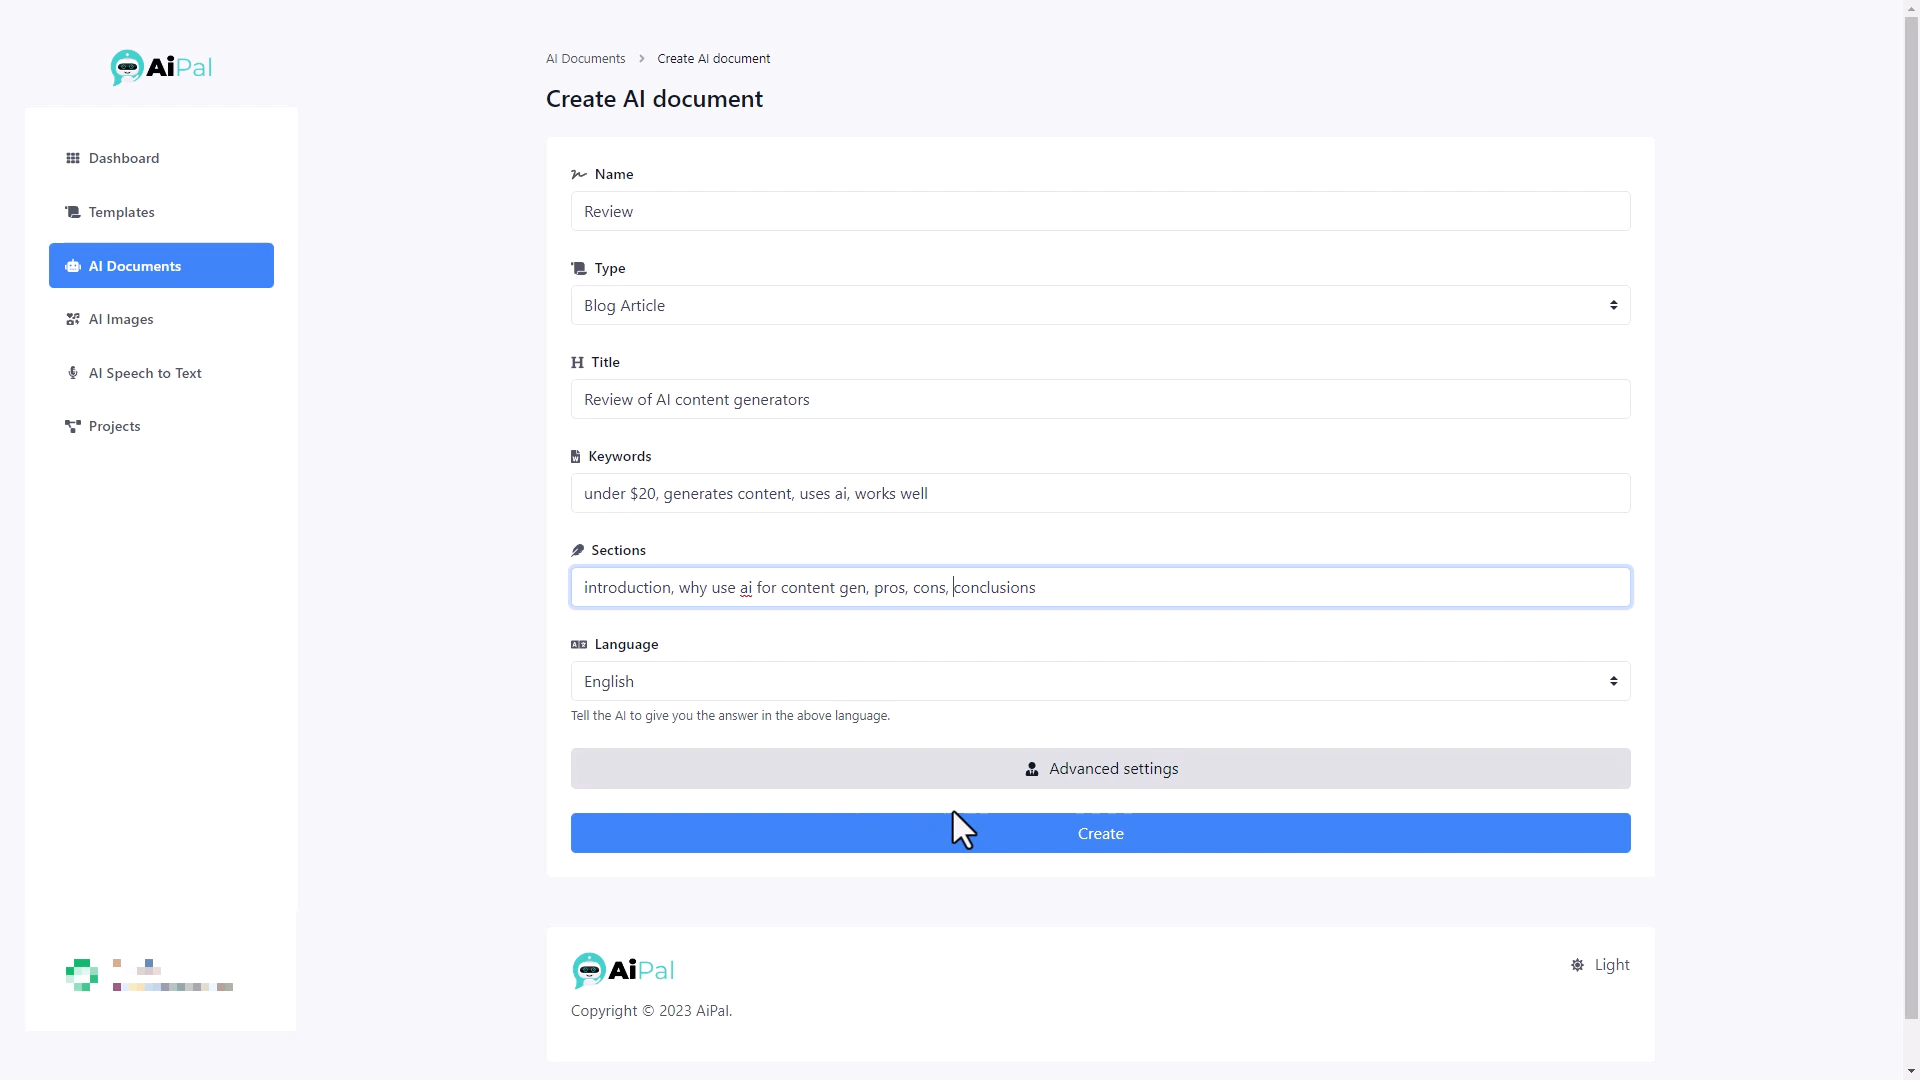 AiPal
Dashboard
Templates
AI Documents
AI Images
AI Speech to Text
Projects
AI Documents > Create AI document
Create AI document
Name
Review
Type
Blog Article
Title
Review of AI content generators
Keywords
under $20, generates content, uses ai, works well
Sections
introduction, why use ai for content gen, pros, cons, conclusions
Language
English
Tell the AI to give you the answer in the above language.
Advanced settings
Create
AiPal
Light
Copyright © 2023 AiPal.